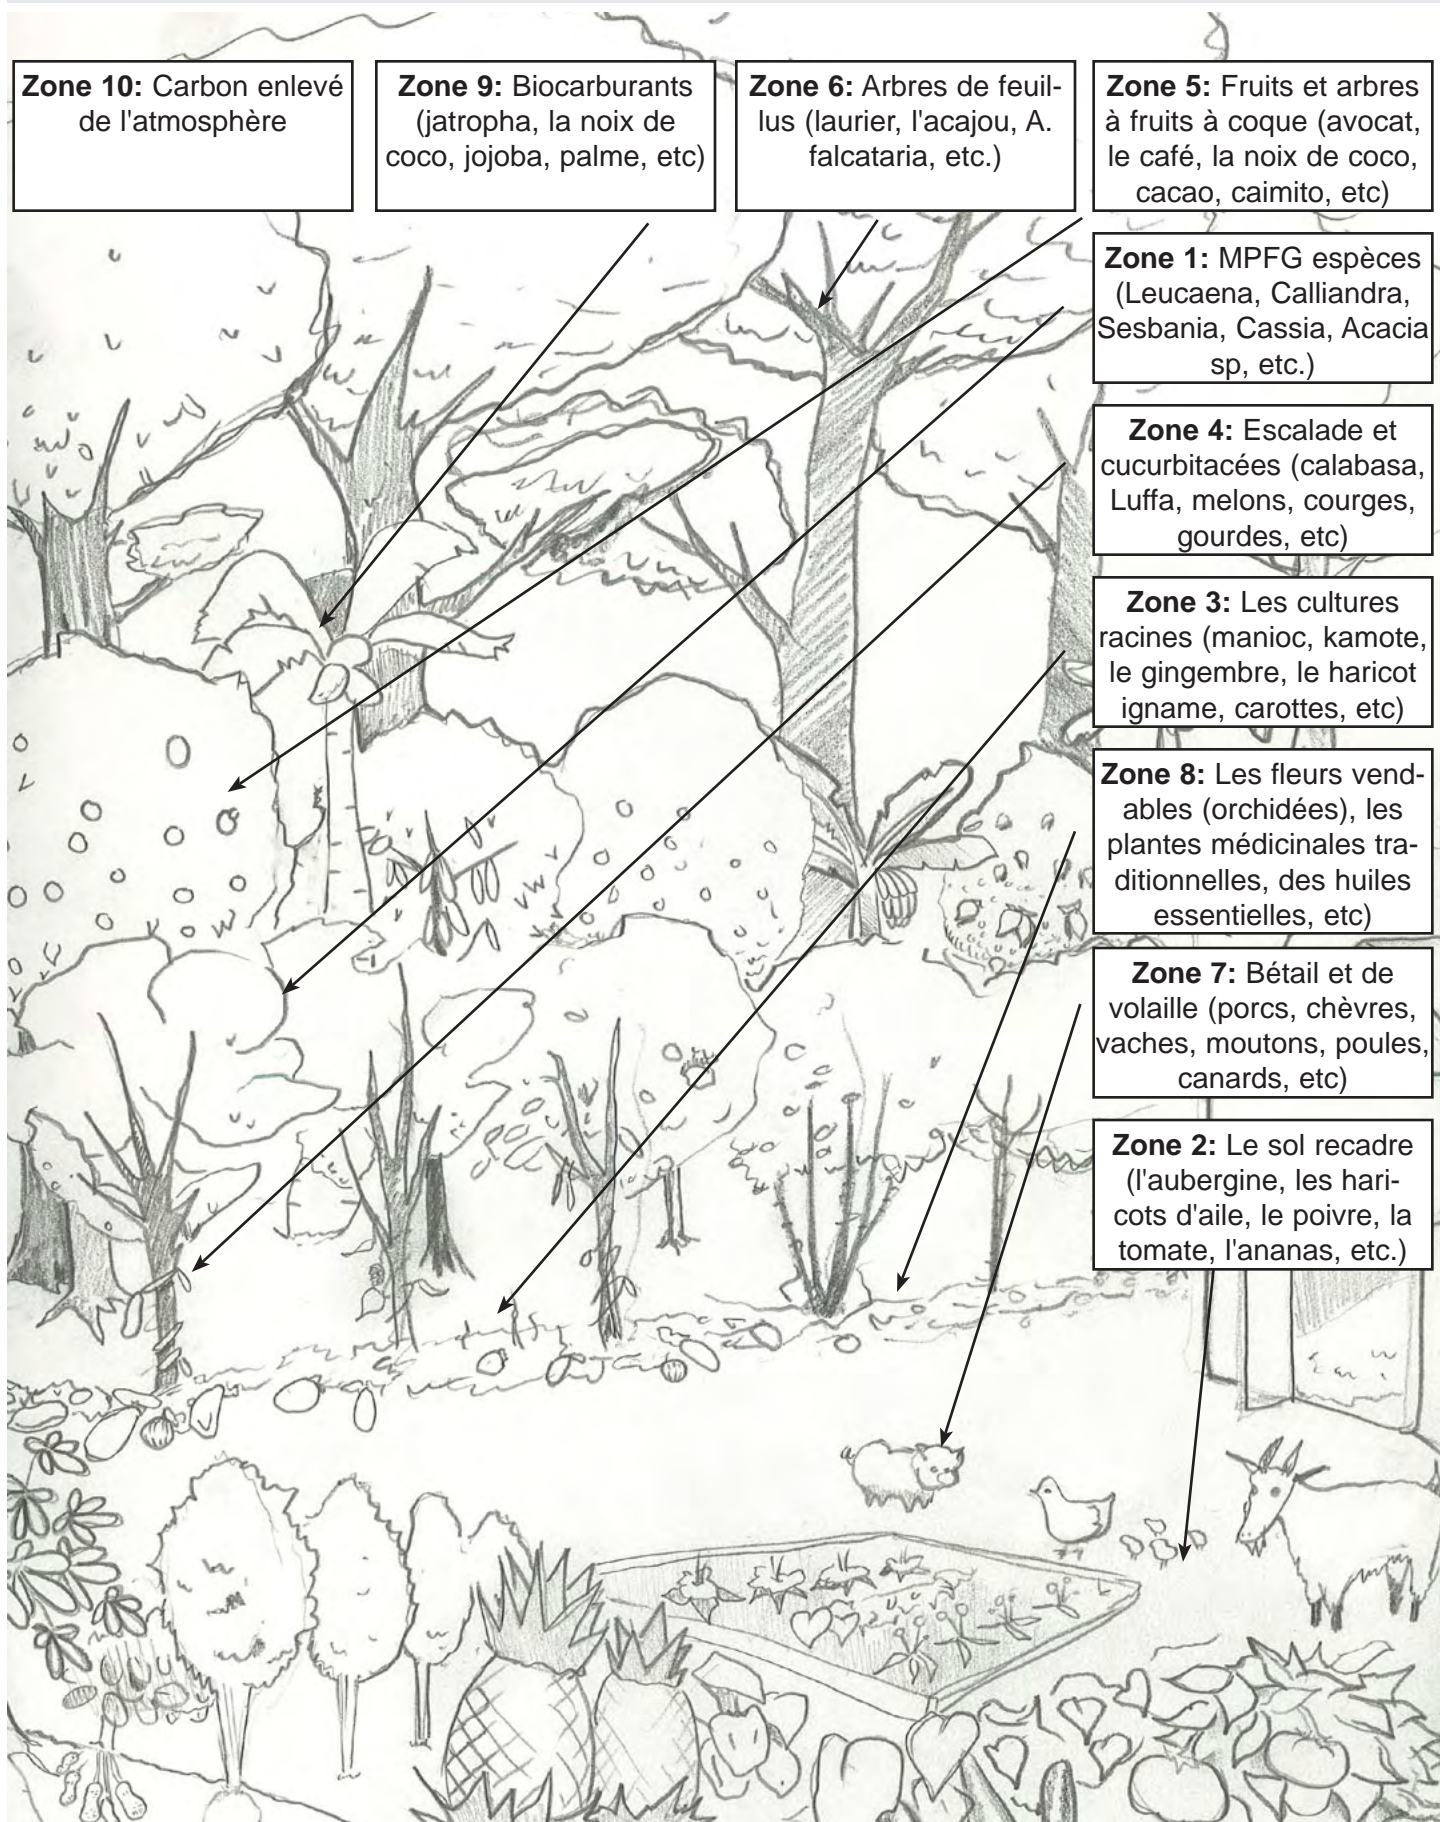 Zone 10: Carbon enlevé
de l'atmosphère
Zone 9: Biocarburants
(jatropha, la noix de
coco, jojoba, palme, etc)
Zone 6: Arbres de feuil-
lus (laurier, l'acajou, A.
falcataria, etc.)
Zone 5: Fruits et arbres
à fruits à coque (avocat,
le café, la noix de coco,
cacao, caimito, etc)
Zone 1: MPFG espèces
(Leucaena, Calliandra,
Sesbania, Cassia, Acacia
sp, etc.)
Zone 4: Escalade et
cucurbitacées (calabasa,
Luffa, melons, courges,
gourdes, etc)
Zone 3: Les cultures
racines (manioc, kamote,
le gingembre, le haricot
igname, carottes, etc)
Zone 8: Les fleurs vend-
ables (orchidées), les
plantes médicinales tra-
ditionnelles, des huiles
essentielles, etc)
Zone 7: Bétail et de
volaille (porcs, chèvres,
vaches, moutons, poules,
canards, etc)
Zone 2: Le sol recadre
(l'aubergine, les hari-
cots d'aile, le poivre, la
tomate, l'ananas, etc.)